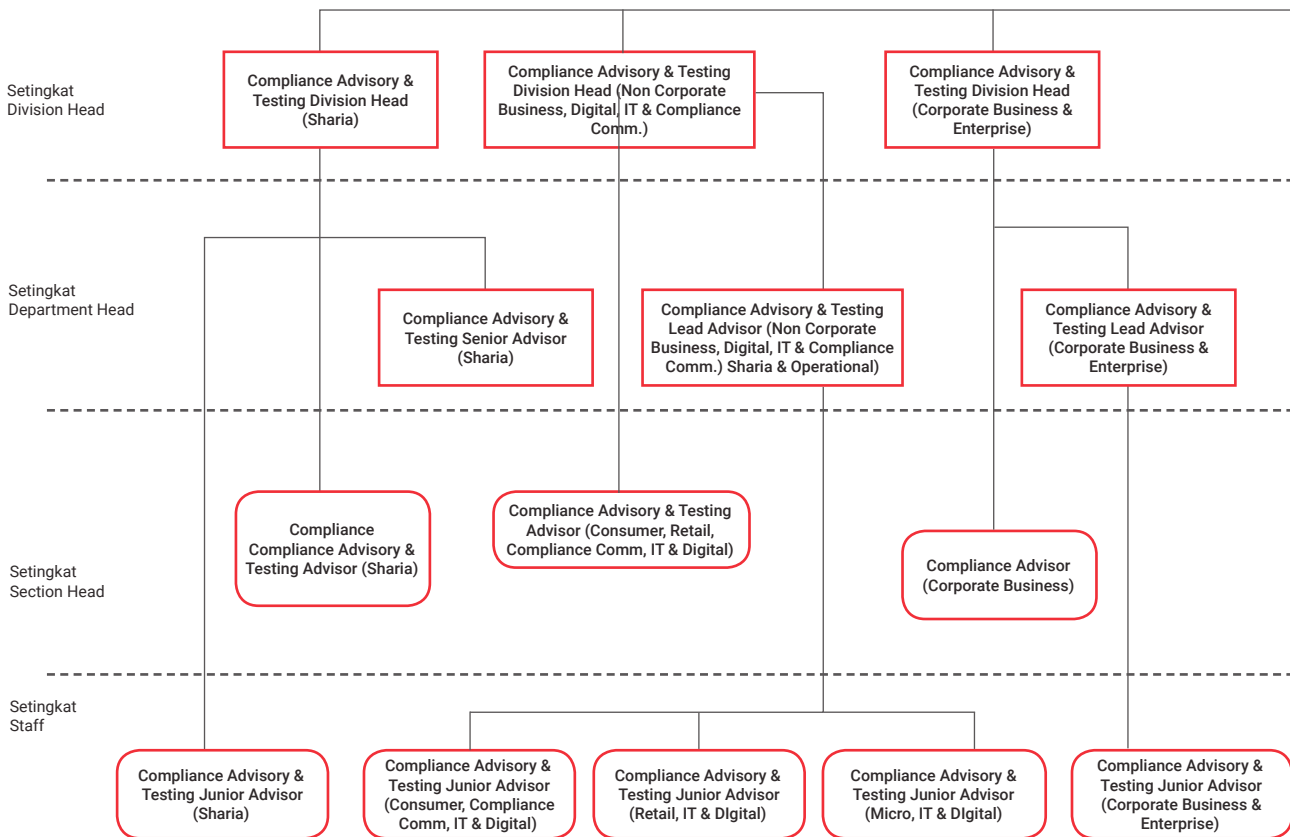 Setingkat
Division Head
Compliance Advisory &
Testing Division Head
(Sharia)
Compliance Advisory & Testing
Division Head (Non Corporate
Business, Digital, IT & Compliance
Comm.)
Compliance Advisory &
Testing Division Head
(Corporate Business &
Enterprise)
Setingkat
Department Head
Compliance Advisory &
Testing Senior Advisor
(Sharia)
Compliance Advisory & Testing
Lead Advisor (Non Corporate
Business, Digital, IT & Compliance
Comm.) Sharia & Operational)
Compliance Advisory &
Testing Lead Advisor
(Corporate Business &
Enterprise)
Setingkat
Section Head
Compliance
Compliance Advisory &
Testing Advisor (Sharia)
Compliance Advisory & Testing
Advisor (Consumer, Retail,
Compliance Comm, IT & Digital)
Compliance Advisor
(Corporate Business)
Setingkat
Staff
Compliance Advisory &
Testing Junior Advisor
(Sharia)
Compliance Advisory &
Testing Junior Advisor
(Consumer, Compliance
Comm, IT & Digital)
Compliance Advisory &
Testing Junior Advisor
(Retail, IT & DIgital)
Compliance Advisory &
Testing Junior Advisor
(Micro, IT & DIgital)
Compliance Advisory &
Testing Junior Advisor
(Corporate Business &
Enterprise)